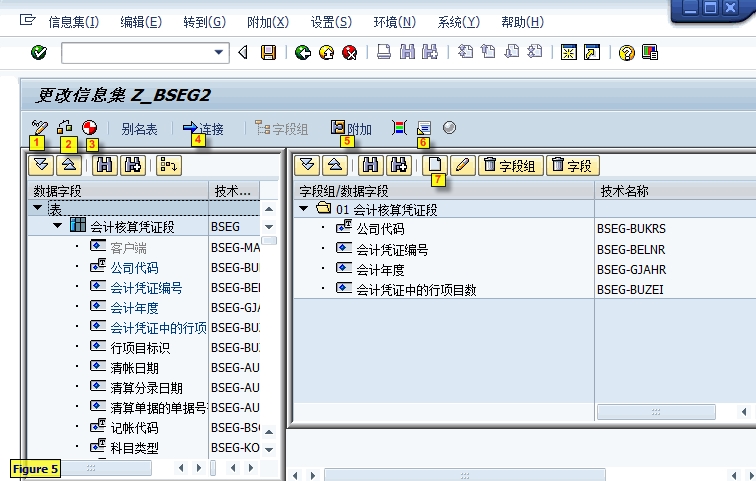 信息集(I) 编辑(E) 转到(G) 附加(X) 设置(S) 环境(N) 系统(Y) 帮助(H)
更改信息集 Z_BSEG2
别名表 连接 字段组 附加
1 2 3 4 5 6
字段组 字段
7
数据字段 技术...
表
会计核算凭证段 BSEG
客户端 BSEG-MA
公司代码 BSEG-BU
会计凭证编号 BSEG-BE
会计年度 BSEG-GJ
会计凭证中的行项 BSEG-BU
行项目标识 BSEG-BU
清帐日期 BSEG-AU
清算分录日期 BSEG-AU
清算单据的单据号 BSEG-AU
记帐代码 BSEG-BS
科目类型 BSEG-KO
字段组/数据字段 技术名称
01 会计核算凭证段
公司代码 BSEG-BUKRS
会计凭证编号 BSEG-BELNR
会计年度 BSEG-GJAHR
会计凭证中的行项目数 BSEG-BUZEI
Figure 5